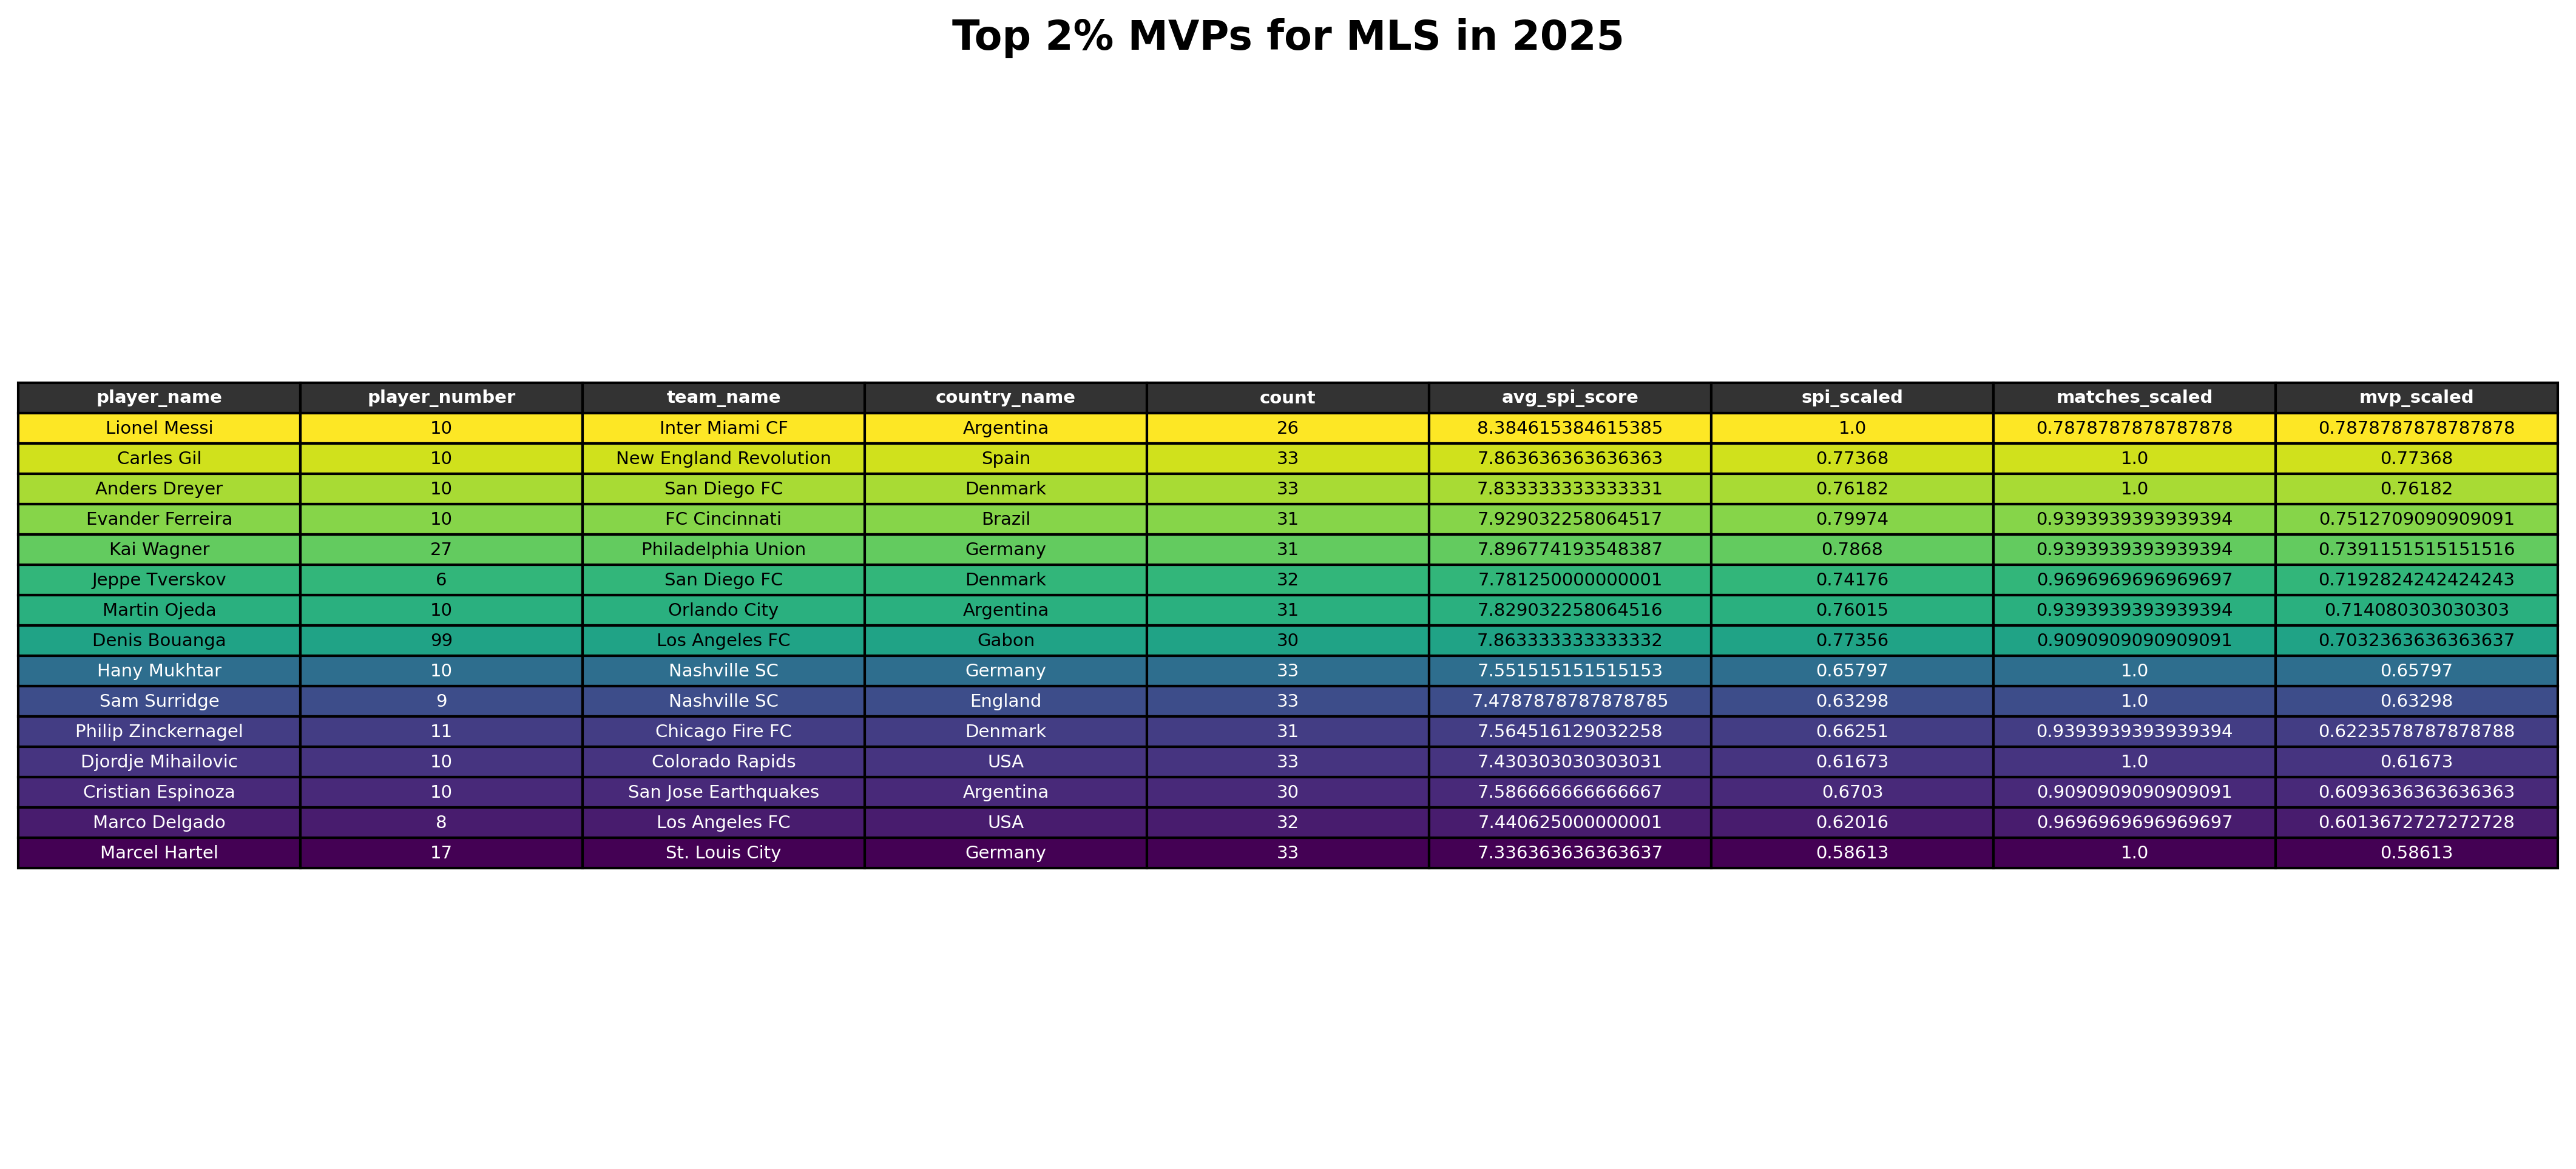 Top 2% MVPs for MLS in 2025
player_name player_number team_name country_name count avg_spi_score spi_scaled matches_scaled mvp_scaled
Lionel Messi 10 Inter Miami CF Argentina 26 8.384615384615385 1.0 0.7878787878787878 0.7878787878787878
Carles Gil 10 New England Revolution Spain 33 7.863636363636363 0.77368 1.0 0.77368
Anders Dreyer 10 San Diego FC Denmark 33 7.833333333333331 0.76182 1.0 0.76182
Evander Ferreira 10 FC Cincinnati Brazil 31 7.929032258064517 0.79974 0.9393939393939394 0.7512709090909091
Kai Wagner 27 Philadelphia Union Germany 31 7.896774193548387 0.7868 0.9393939393939394 0.7391151515151516
Jeppe Tverskov 6 San Diego FC Denmark 32 7.781250000000001 0.74176 0.9696969696969697 0.7192824242424243
Martin Ojeda 10 Orlando City Argentina 31 7.829032258064516 0.76015 0.9393939393939394 0.714080303030303
Denis Bouanga 99 Los Angeles FC Gabon 30 7.863333333333332 0.77356 0.9090909090909091 0.7032363636363637
Hany Mukhtar 10 Nashville SC Germany 33 7.551515151515153 0.65797 1.0 0.65797
Sam Surridge 9 Nashville SC England 33 7.4787878787878785 0.63298 1.0 0.63298
Philip Zinckernagel 11 Chicago Fire FC Denmark 31 7.564516129032258 0.66251 0.9393939393939394 0.6223578787878788
Djordje Mihailovic 10 Colorado Rapids USA 33 7.430303030303031 0.61673 1.0 0.61673
Cristian Espinoza 10 San Jose Earthquakes Argentina 30 7.586666666666667 0.6703 0.9090909090909091 0.6093636363636363
Marco Delgado 8 Los Angeles FC USA 32 7.440625000000001 0.62016 0.9696969696969697 0.6013672727272728
Marcel Hartel 17 St. Louis City Germany 33 7.336363636363637 0.58613 1.0 0.58613